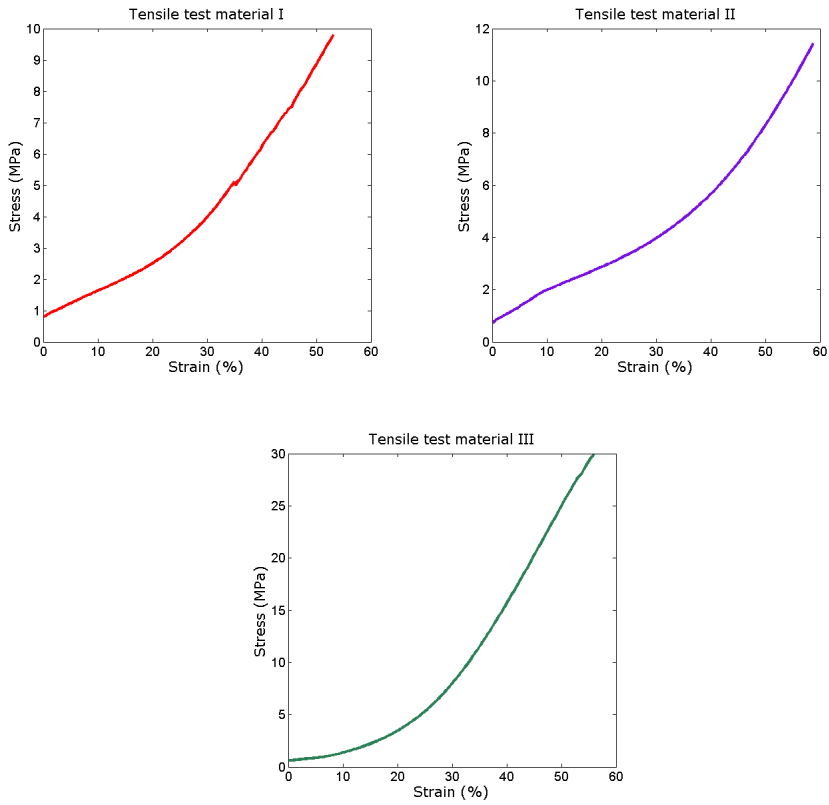 Tensile test material I
10
9
8
7
6
5
4
3
2
1
0
Stress (MPa)
0 10 20 30 40 50 60
Strain (%)
Tensile test material II
12
10
8
6
4
2
0
Stress (MPa)
0 10 20 30 40 50 60
Strain (%)
Tensile test material III
30
25
20
15
10
5
0
Stress (MPa)
0 10 20 30 40 50 60
Strain (%)